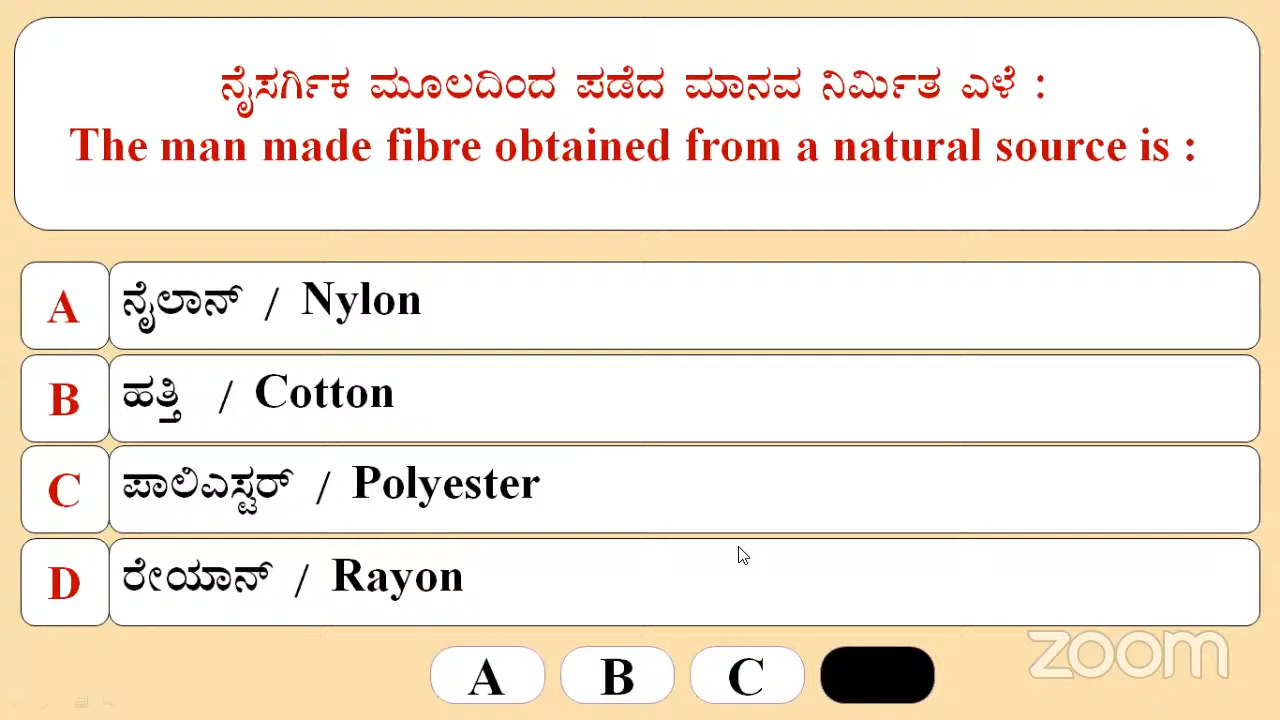 ನೈಸರ್ಗಿಕ ಮೂಲದಿಂದ ಪಡೆದ ಮಾನವ ನಿರ್ಮಿತ ಎಳೆ :
The man made fibre obtained from a natural source is :
A ನೈಲಾನ್ / Nylon
B ಹತ್ತಿ / Cotton
C ಪಾಲಿಎಸ್ಟರ್ / Polyester
D ರೇಯಾನ್ / Rayon
A B C
zoom